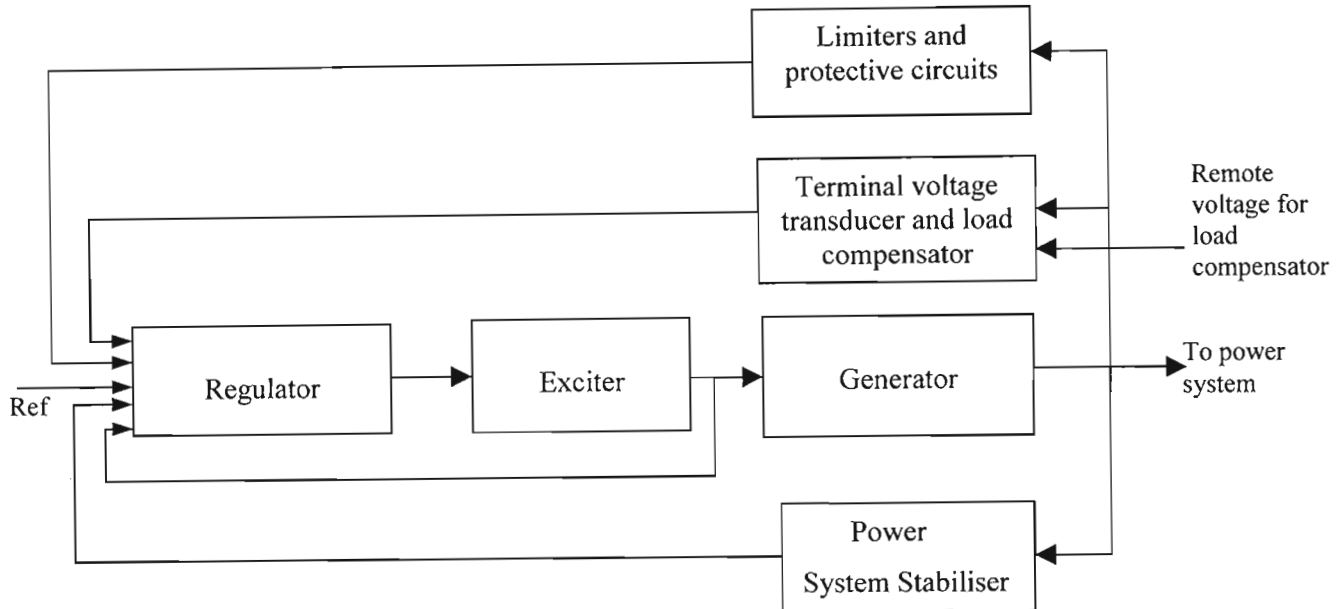 Limiters and
protective circuits
Terminal voltage
transducer and load
compensator
Remote
voltage for
load
compensator
Regulator
Exciter
Generator
To power
system
Ref
Power
System Stabiliser